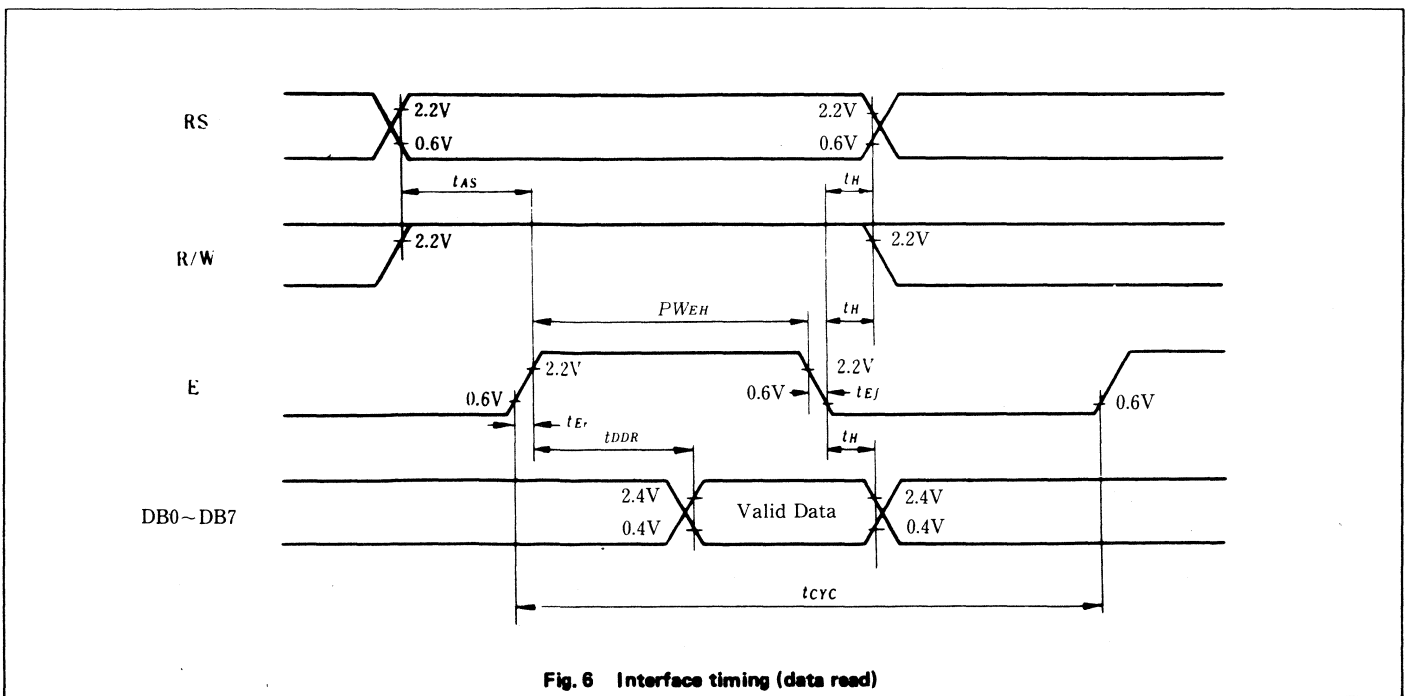 RS
2.2V
0.6V
2.2V
0.6V
tAS
tH
R/W
2.2V
2.2V
PWEH
tH
E
0.6V
2.2V
0.6V
2.2V
tEf
0.6V
tEr
tDDR
tH
DB0~DB7
2.4V
0.4V
Valid Data
2.4V
0.4V
tCYC
Fig. 6 Interface timing (data read)